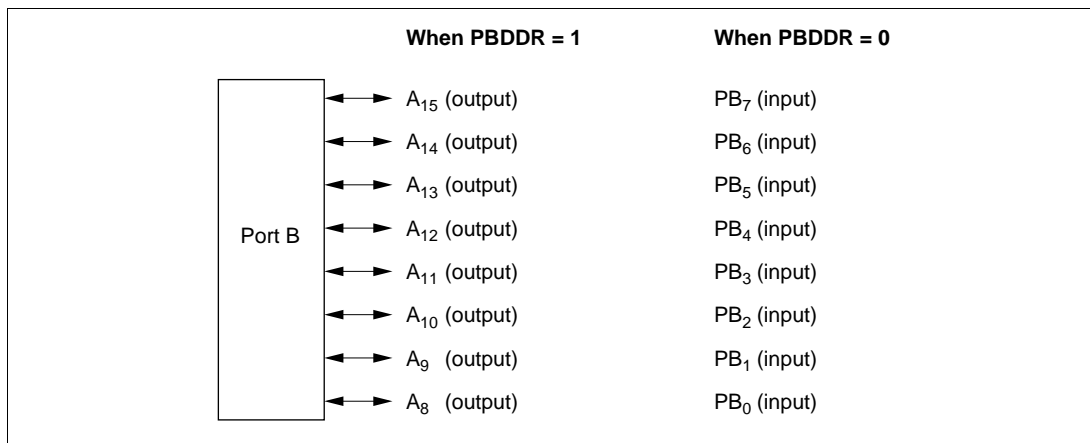 When PBDDR = 1 When PBDDR = 0
A15 (output) PB7 (input)
A14 (output) PB6 (input)
A13 (output) PB5 (input)
Port B A12 (output) PB4 (input)
A11 (output) PB3 (input)
A10 (output) PB2 (input)
A9 (output) PB1 (input)
A8 (output) PB0 (input)